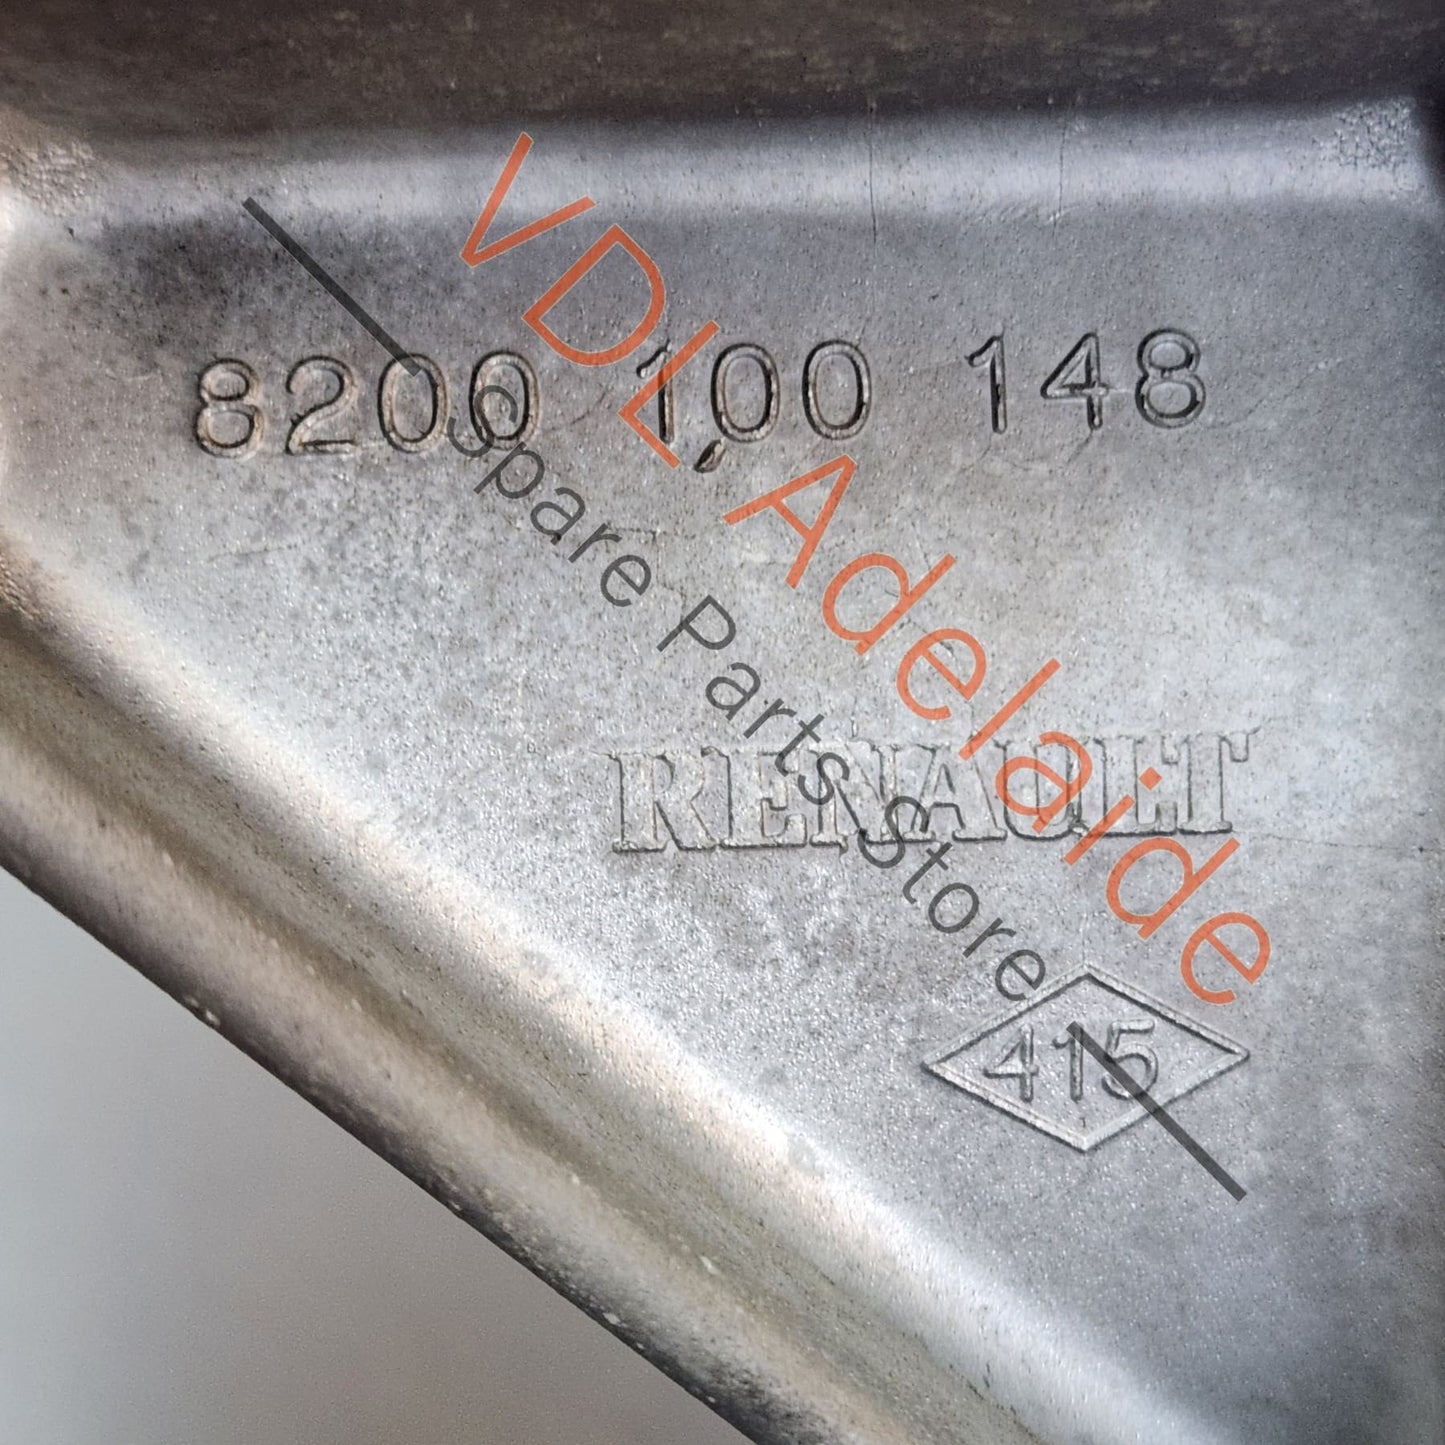 8200 100 148
VDL Adelaide
Spare Parts Store
RENAULT
415